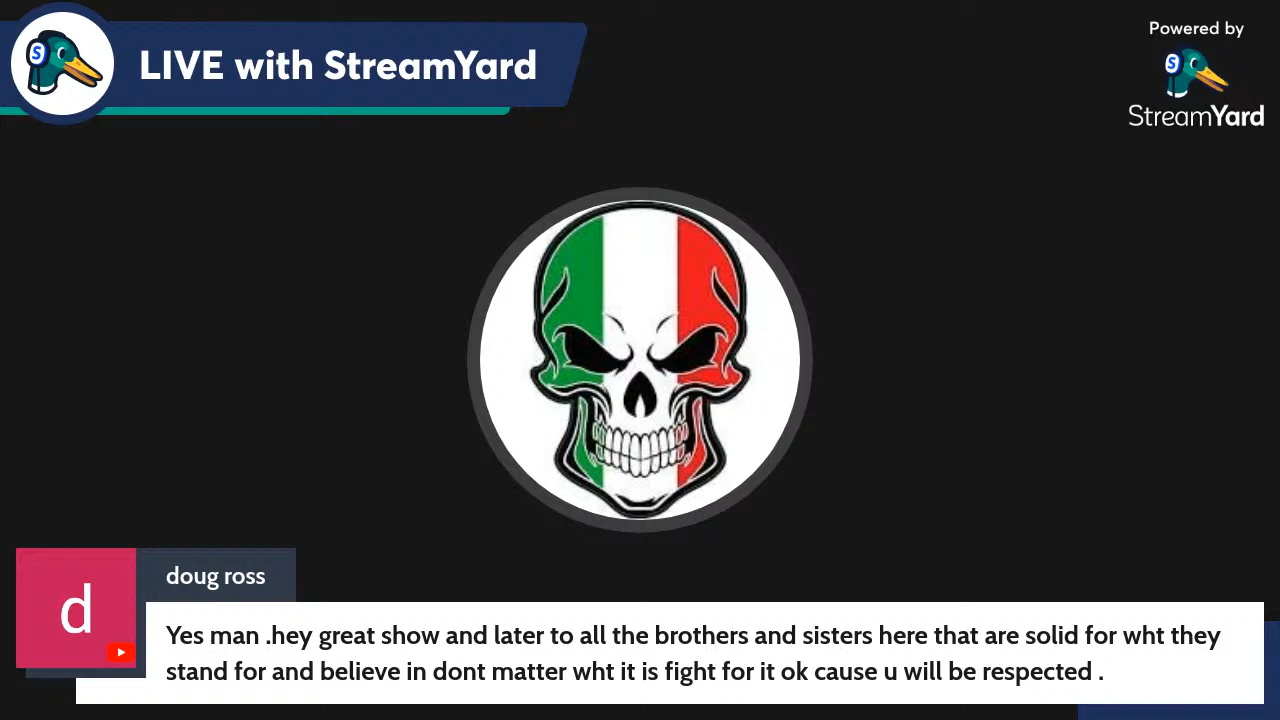 LIVE with StreamYard
Powered by
StreamYard
doug ross
d
Yes man .hey great show and later to all the brothers and sisters here that are solid for wht they
stand for and believe in dont matter wht it is fight for it ok cause u will be respected .